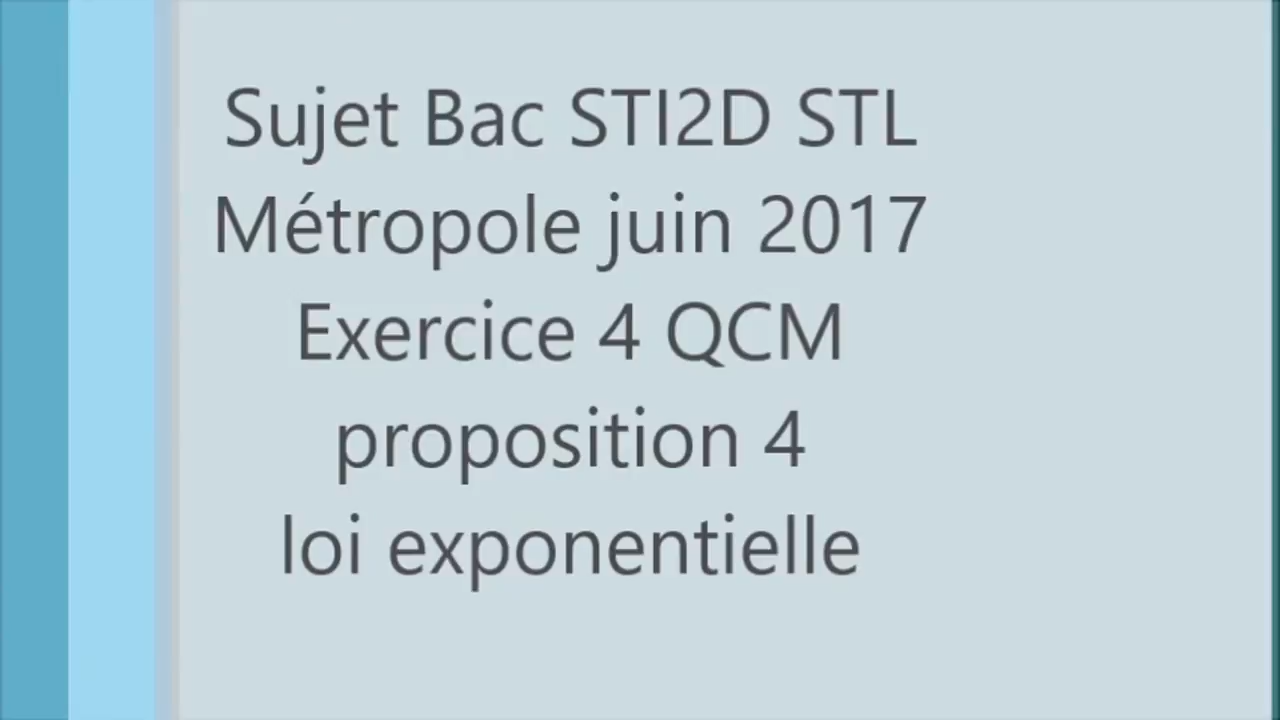 Sujet Bac STI2D STL
Métropole juin 2017
Exercice 4 QCM
proposition 4
loi exponentielle